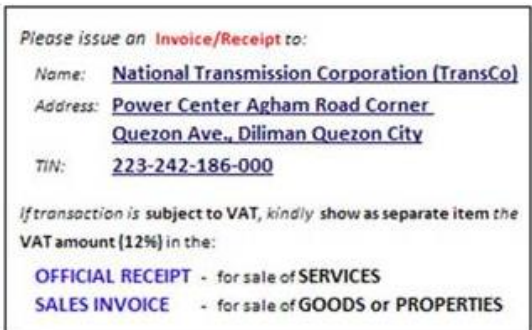 Please issue an Invoice/Receipt to:
Name: National Transmission Corporation (TransCo)
Address: Power Center Agham Road Corner
Quezon Ave., Diliman Quezon City
TIN: 223-242-186-000
If transaction is subject to VAT, kindly show as separate item the
VAT amount (12%) in the:
OFFICIAL RECEIPT - for sale of SERVICES
SALES INVOICE - for sale of GOODS or PROPERTIES